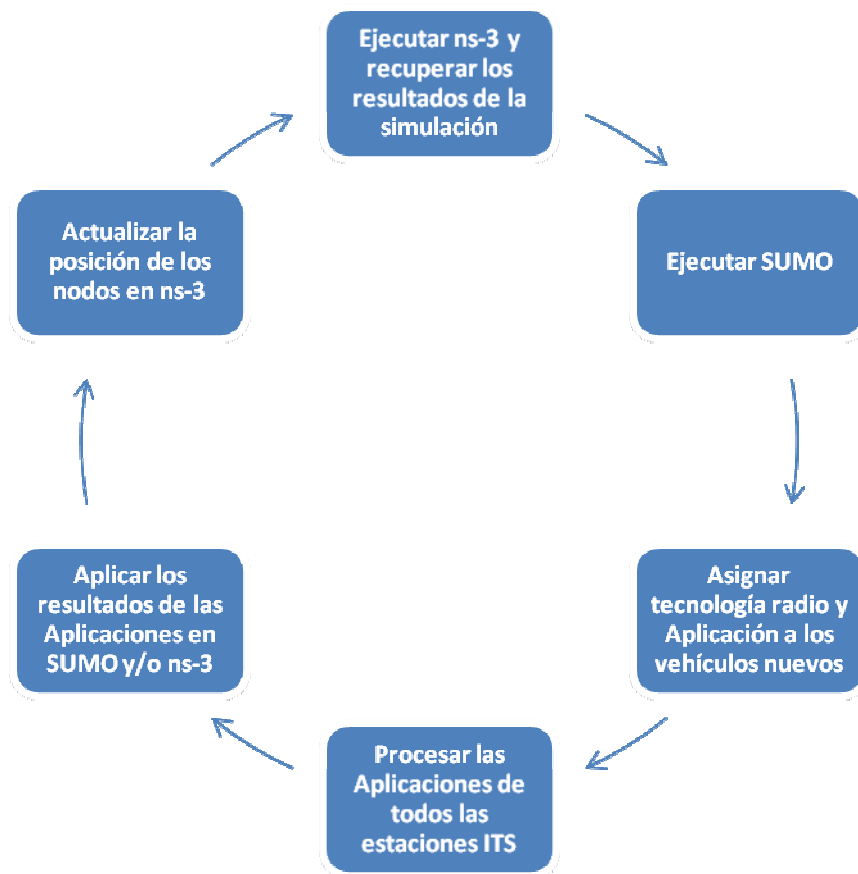 Ejecutar ns-3 y
recuperar los
resultados de la
simulación
Ejecutar SUMO
Asignar
tecnología radio y
Aplicación a los
vehículos nuevos
Procesar las
Aplicaciones de
todos las
estaciones ITS
Aplicar los
resultados de las
Aplicaciones en
SUMO y/o ns-3
Actualizar la
posición de los
nodos en ns-3